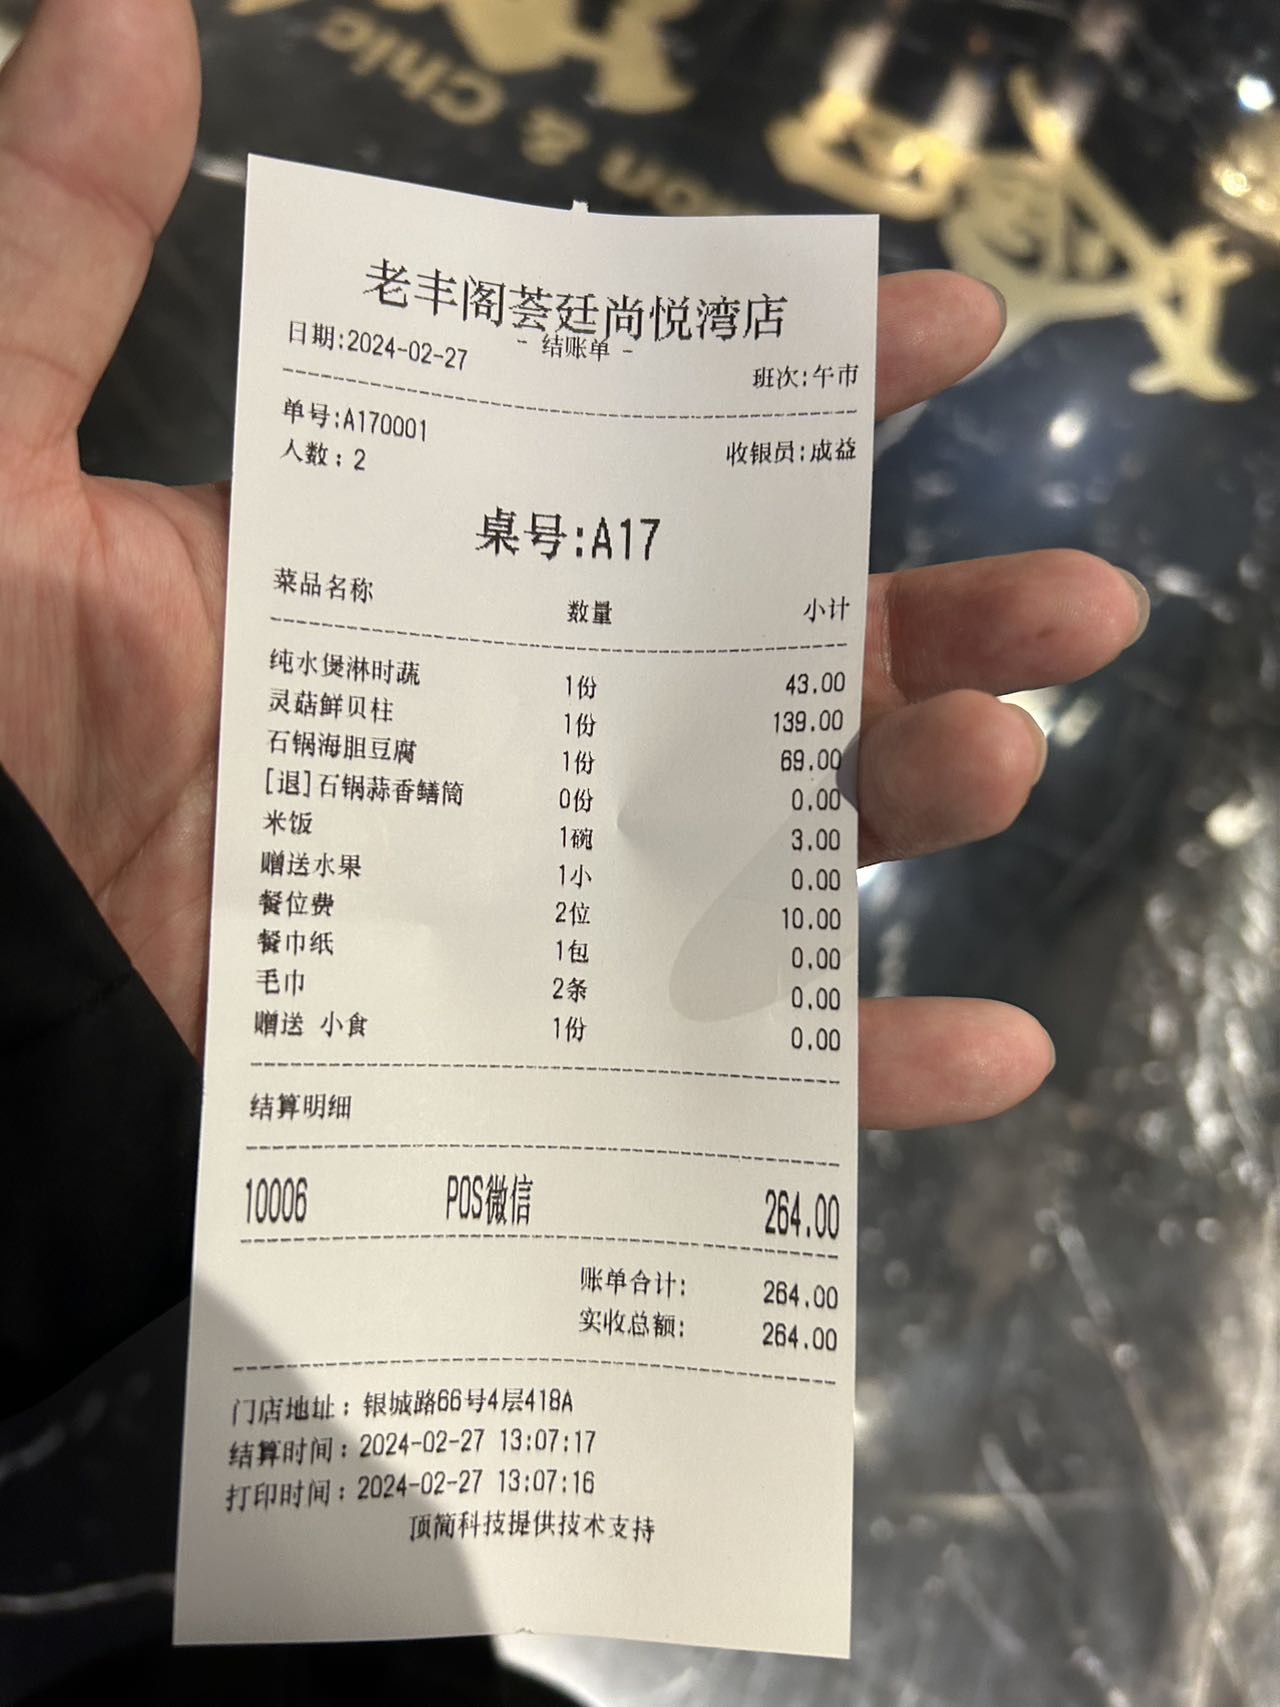 老丰阁荟廷尚悦湾店
- 结账单 -
日期:2024-02-27
班次:午市
单号:A170001
人数：2
收银员:成益
桌号:A17
菜品名称 数量 小计
纯水煲淋时蔬 1份 43.00
灵菇鲜贝柱 1份 139.00
石锅海胆豆腐 1份 69.00
[退]石锅蒜香鳝筒 0份 0.00
米饭 1碗 3.00
赠送水果 1小 0.00
餐位费 2位 10.00
餐巾纸 1包 0.00
毛巾 2条 0.00
赠送 小食 1份 0.00
结算明细
10006 POS微信 264.00
账单合计: 264.00
实收总额: 264.00
门店地址：银城路66号4层418A
结算时间：2024-02-27 13:07:17
打印时间：2024-02-27 13:07:16
顶简科技提供技术支持
& Chic